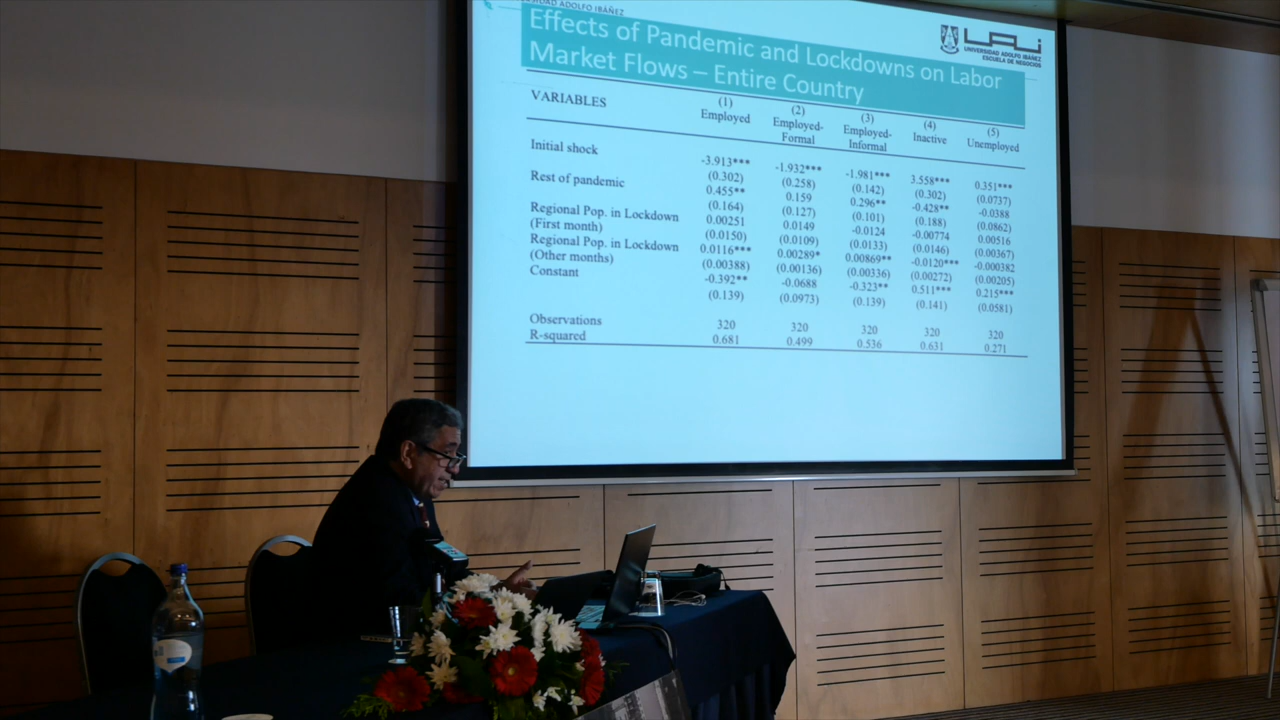 UNIVERSIDAD ADOLFO IBÁÑEZ
Effects of Pandemic and Lockdowns on Labor
Market Flows – Entire Country
UNIVERSIDAD ADOLFO IBÁÑEZ
ESCUELA DE NEGOCIOS
VARIABLES (1) (2) (3) (4) (5)
Employed Employed-Formal Employed-Informal Inactive Unemployed
Initial shock -3.913*** -1.932*** -1.981*** 3.558*** 0.351***
(0.302) (0.258) (0.142) (0.302) (0.0737)
Rest of pandemic 0.455** 0.159 0.296** -0.428** -0.0388
(0.164) (0.127) (0.101) (0.188) (0.0862)
Regional Pop. in Lockdown 0.00251 0.0149 -0.0124 -0.00774 0.00516
(First month) (0.0150) (0.0109) (0.0133) (0.0146) (0.00367)
Regional Pop. in Lockdown 0.0116*** 0.00289* 0.00869** -0.0120*** -0.000382
(Other months) (0.00388) (0.00136) (0.00336) (0.00272) (0.00205)
Constant -0.392** -0.0688 -0.323** 0.511*** 0.215***
(0.139) (0.0973) (0.139) (0.141) (0.0581)
Observations 320 320 320 320 320
R-squared 0.681 0.499 0.536 0.631 0.271